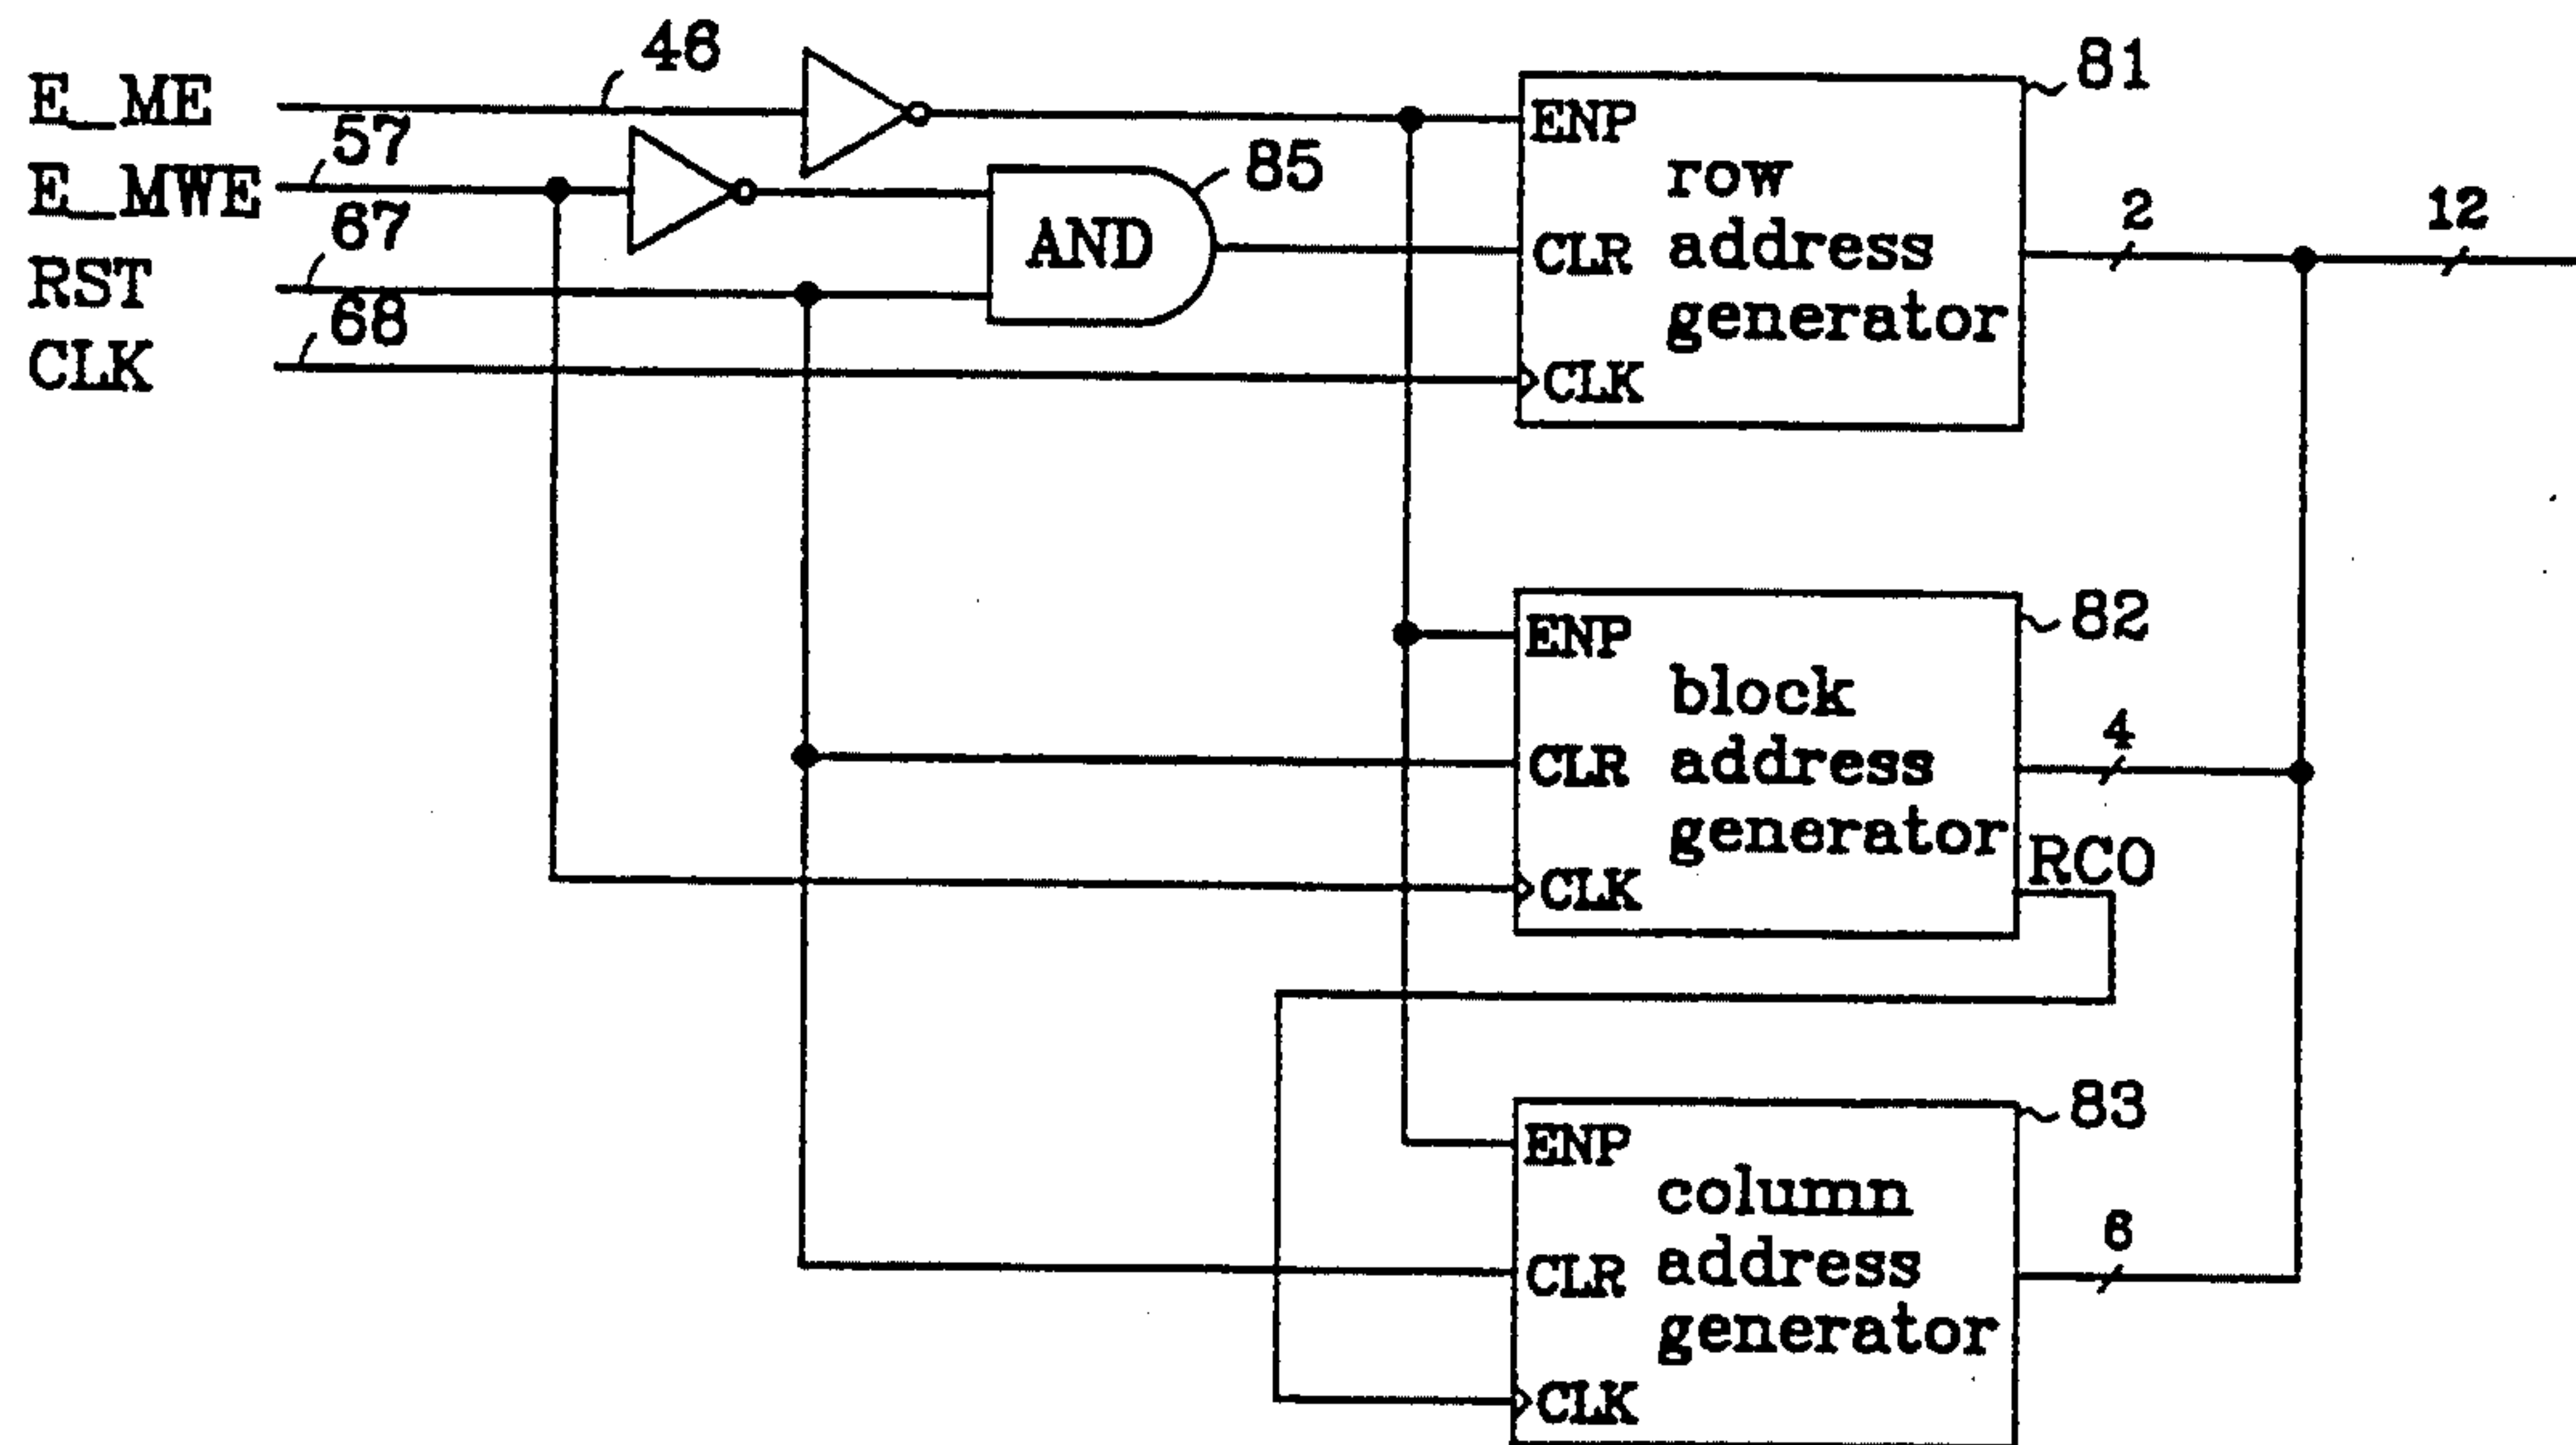 E_ME 46
E_MWE 57
RST 67
CLK 68
AND 85
81
ENP
CLR
CLK
row
address
generator
2
12
82
ENP
CLR
CLK
block
address
generator
4
RCO
83
ENP
CLR
CLK
column
address
generator
6